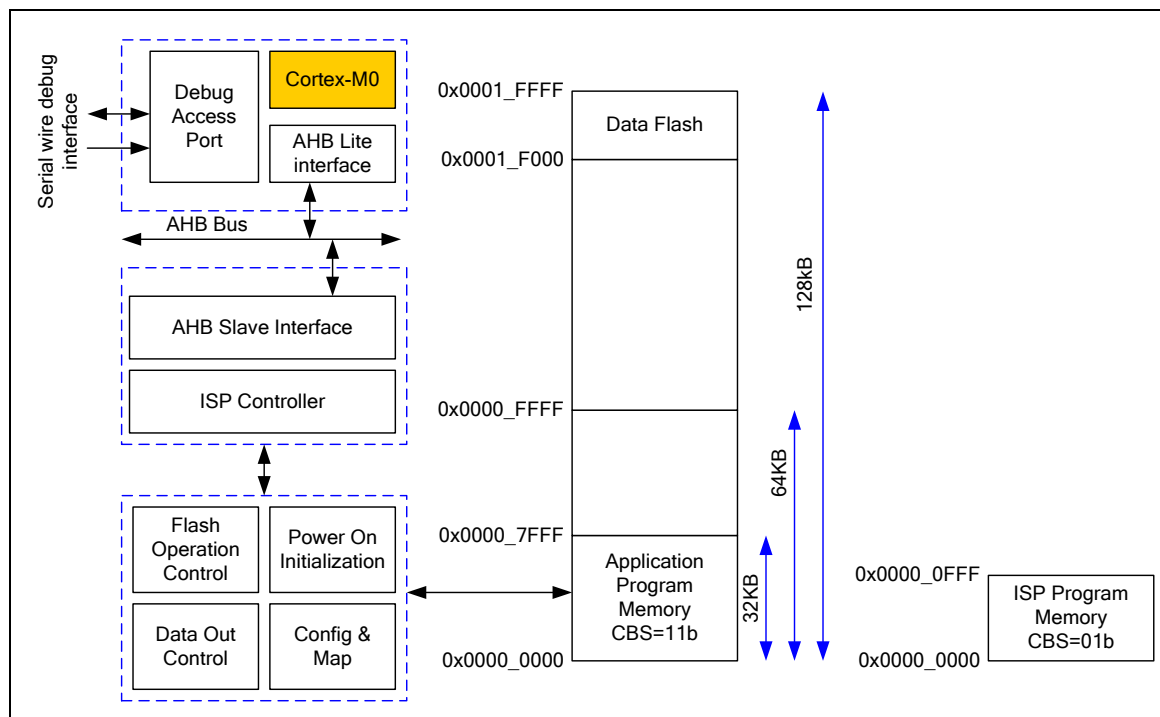 Serial wire debug
interface
Debug
Access
Port
Cortex-M0
AHB Lite
interface
AHB Bus
AHB Slave Interface
ISP Controller
Flash
Operation
Control
Power On
Initialization
Data Out
Control
Config &
Map
0x0001_FFFF
Data Flash
0x0001_F000
0x0000_FFFF
0x0000_7FFF
Application
Program
Memory
CBS=11b
0x0000_0000
32KB
64KB
128kB
0x0000_0FFF
ISP Program
Memory
CBS=01b
0x0000_0000